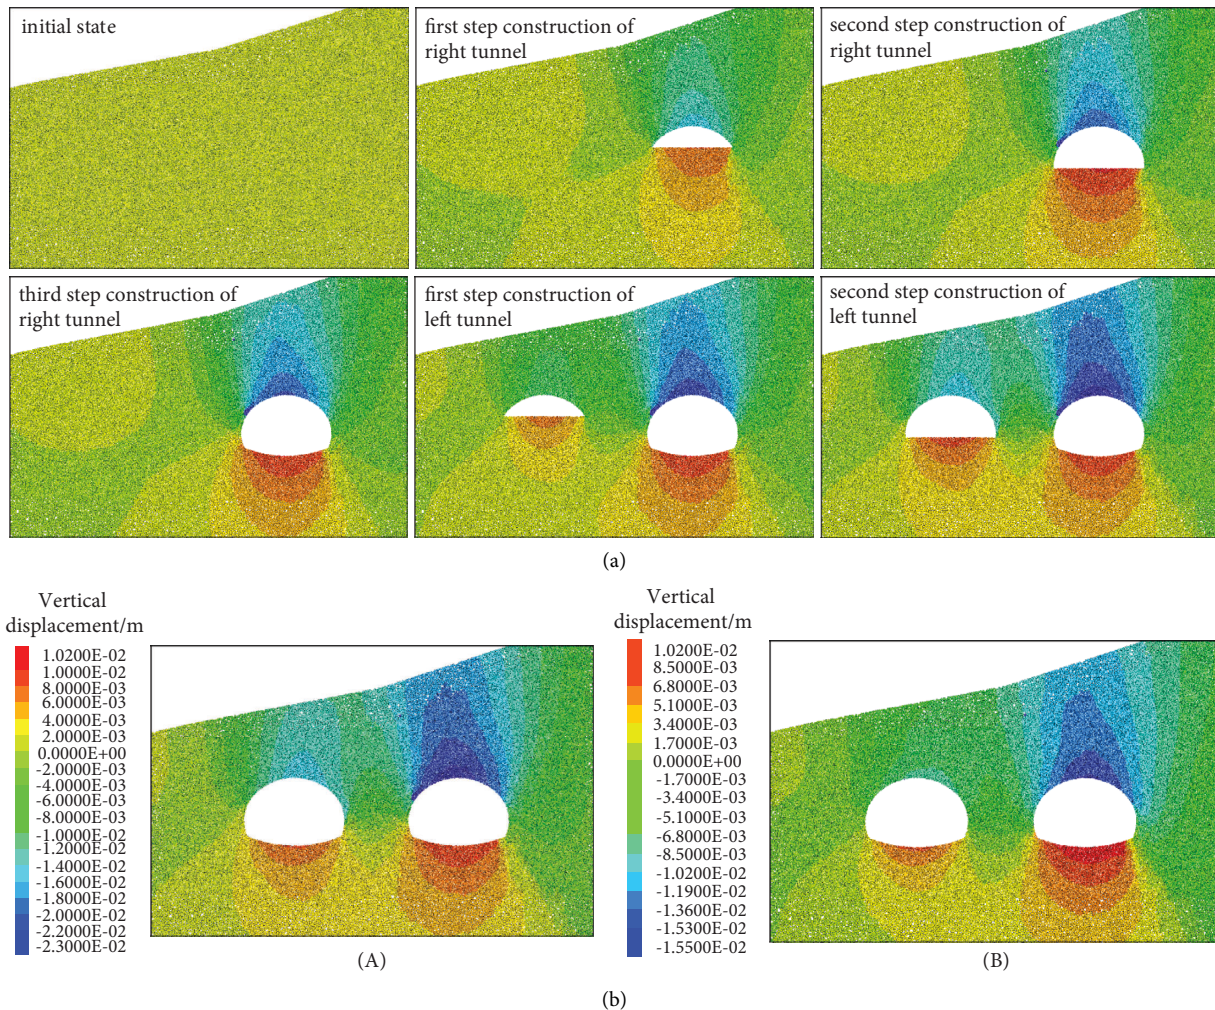 initial state
first step construction of
right tunnel
second step construction of
right tunnel
third step construction of
right tunnel
first step construction of
left tunnel
second step construction of
left tunnel
(a)
Vertical
displacement/m
1.0200E-02
1.0000E-02
8.0000E-03
6.0000E-03
4.0000E-03
2.0000E-03
0.0000E+00
-2.0000E-03
-4.0000E-03
-6.0000E-03
-8.0000E-03
-1.0000E-02
-1.2000E-02
-1.4000E-02
-1.6000E-02
-1.8000E-02
-2.0000E-02
-2.2000E-02
-2.3000E-02
(A)
Vertical
displacement/m
1.0200E-02
8.5000E-03
6.8000E-03
5.1000E-03
3.4000E-03
1.7000E-03
0.0000E+00
-1.7000E-03
-3.4000E-03
-5.1000E-03
-6.8000E-03
-8.5000E-03
-1.0200E-02
-1.1900E-02
-1.3600E-02
-1.5300E-02
-1.5500E-02
(B)
(b)